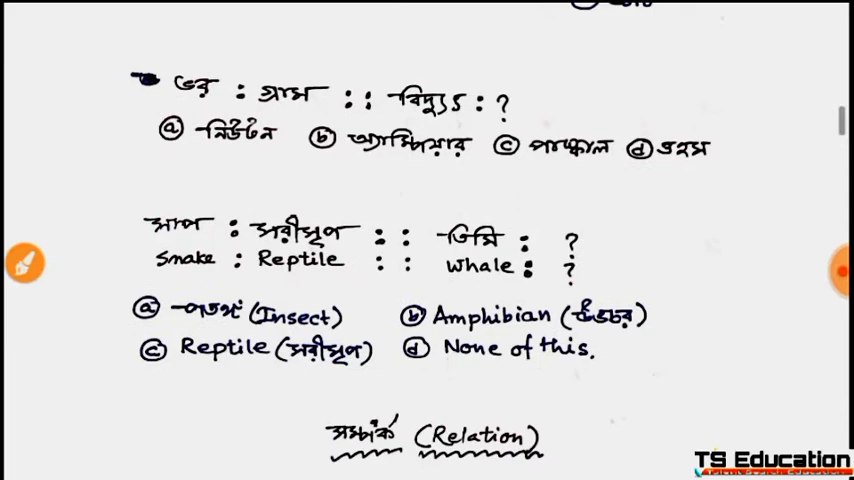 ভর : গ্রাম :: বিদ্যুৎ : ?
ⓐ নিউটন ⓑ অ্যাম্পিয়ার ⓒ পাস্কাল ⓓ ওহম
সাপ : সরীসৃপ :: তিমি : ?
Snake : Reptile :: Whale : ?
ⓐ পতঙ্গ (Insect) ⓑ Amphibian (উভচর)
ⓒ Reptile (সরীসৃপ) ⓓ None of this.
সম্পর্ক (Relation)
TS Education